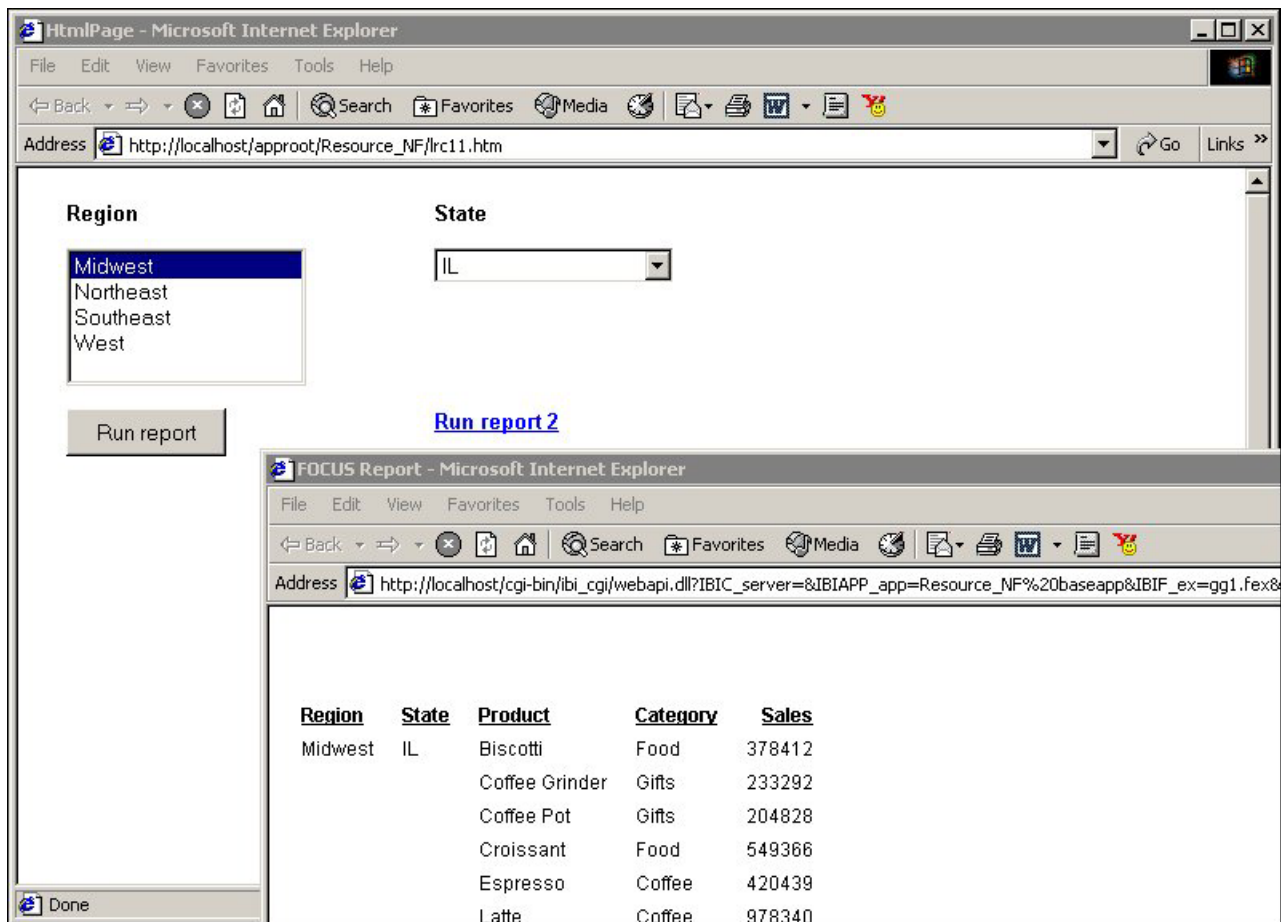 HtmlPage - Microsoft Internet Explorer
File Edit View Favorites Tools Help
Back Search Favorites Media
Address http://localhost/approot/Resource_NF/lrc11.htm Go Links »
Region State
Midwest IL
Northeast
Southeast
West
Run report Run report 2
FOCUS Report - Microsoft Internet Explorer
File Edit View Favorites Tools Help
Back Search Favorites Media
Address http://localhost/cgi-bin/ibi_cgi/webapi.dll?IBIC_server=&IBIAPP_app=Resource_NF%20baseapp&IBIF_ex=gg1.fex&
Region State Product Category Sales
Midwest IL Biscotti Food 378412
Coffee Grinder Gifts 233292
Coffee Pot Gifts 204828
Croissant Food 549366
Espresso Coffee 420439
Latte Coffee 978340
Done